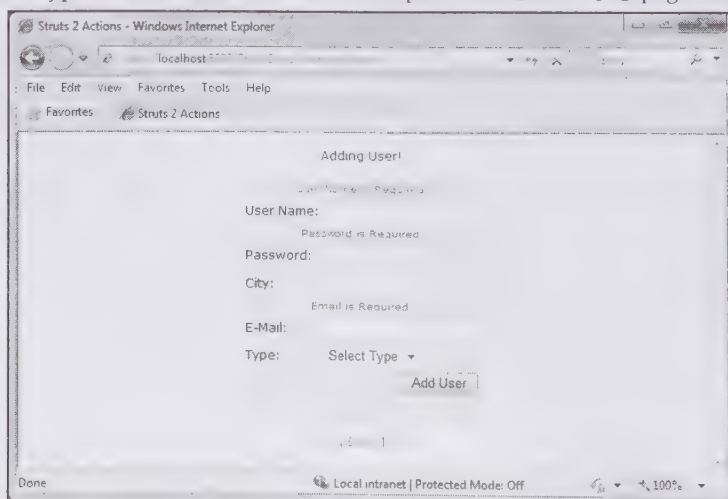 Struts 2 Actions - Windows Internet Explorer
localhost
File Edit View Favorites Tools Help
Favorites Struts 2 Actions
Adding User!
Required
User Name:
Password is Required
Password:
City:
Email is Required
E-Mail:
Type: Select Type
Add User
Done Local intranet | Protected Mode: Off 100%